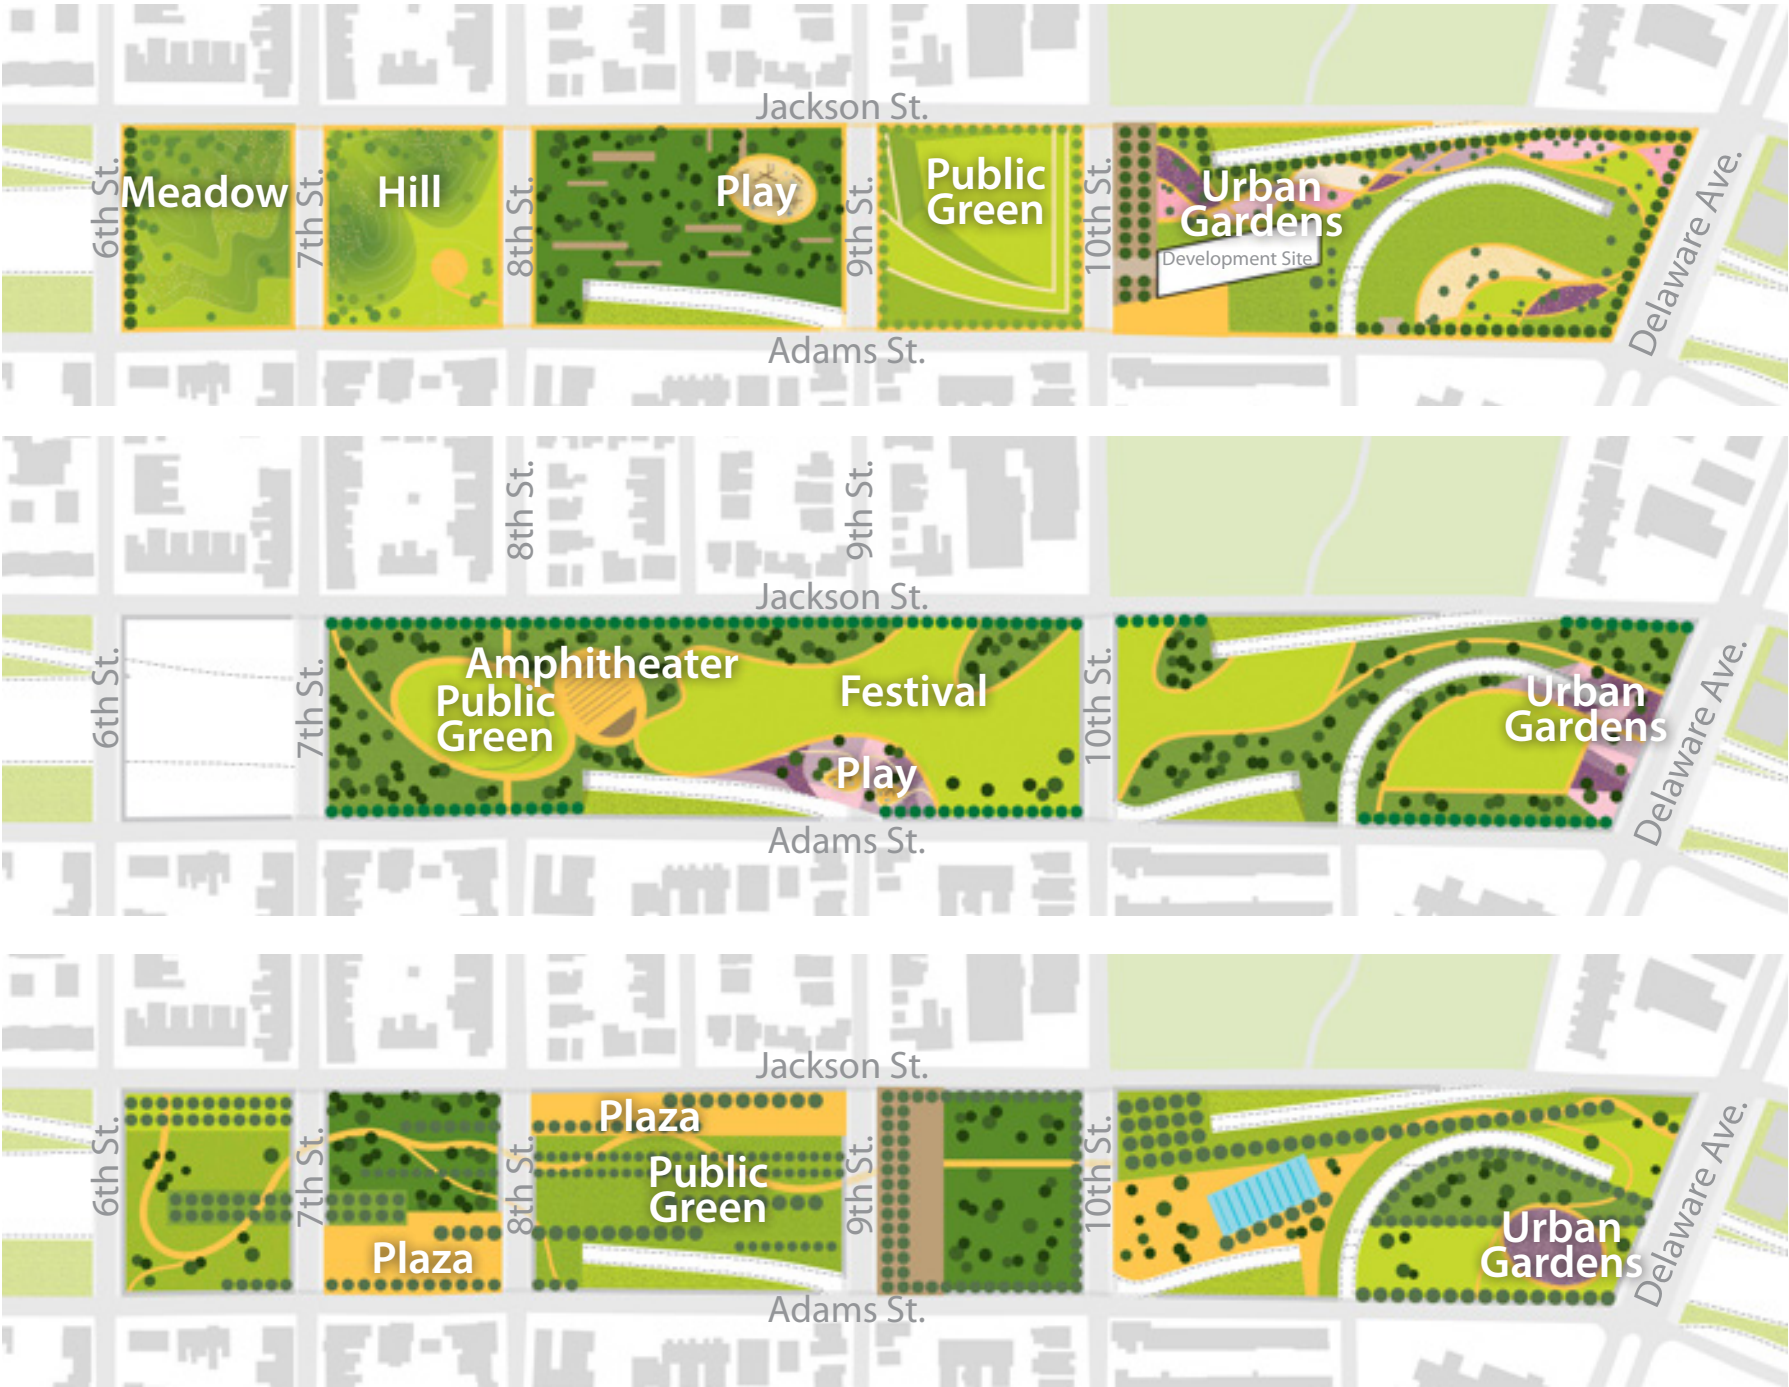 Jackson St.
6th St.
Meadow
7th St.
Hill
8th St.
Play
9th St.
Public
Green
10th St.
Urban
Gardens
Development Site
Delaware Ave.
Adams St.
8th St.
9th St.
Jackson St.
6th St.
7th St.
Amphitheater
Public
Green
Festival
Play
10th St.
Urban
Gardens
Delaware Ave.
Adams St.
Jackson St.
6th St.
7th St.
Plaza
8th St.
Plaza
Public
Green
9th St.
10th St.
Urban
Gardens
Delaware Ave.
Adams St.